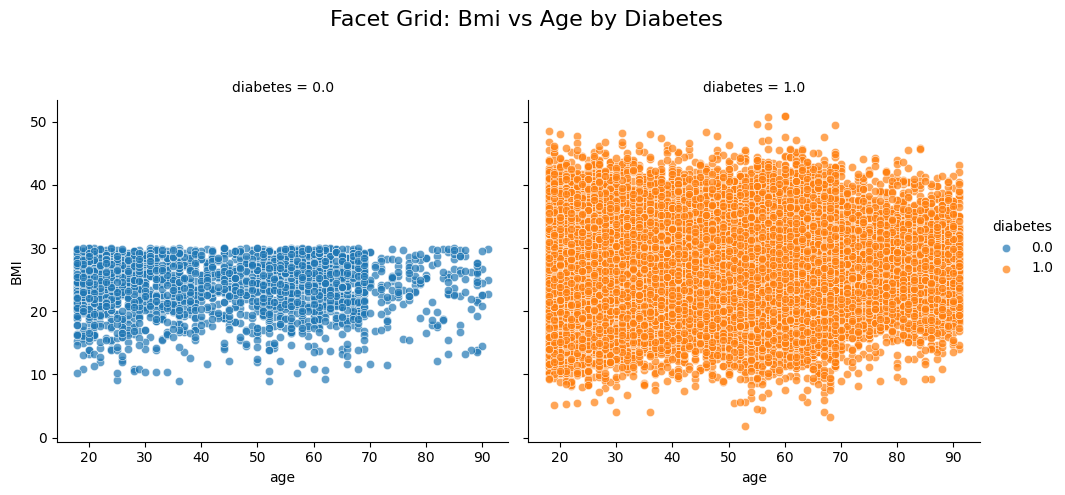 Facet Grid: Bmi vs Age by Diabetes
diabetes = 0.0
diabetes = 1.0
50
40
30
20
10
0
BMI
20 30 40 50 60 70 80 90
age
20 30 40 50 60 70 80 90
age
diabetes
0.0
1.0